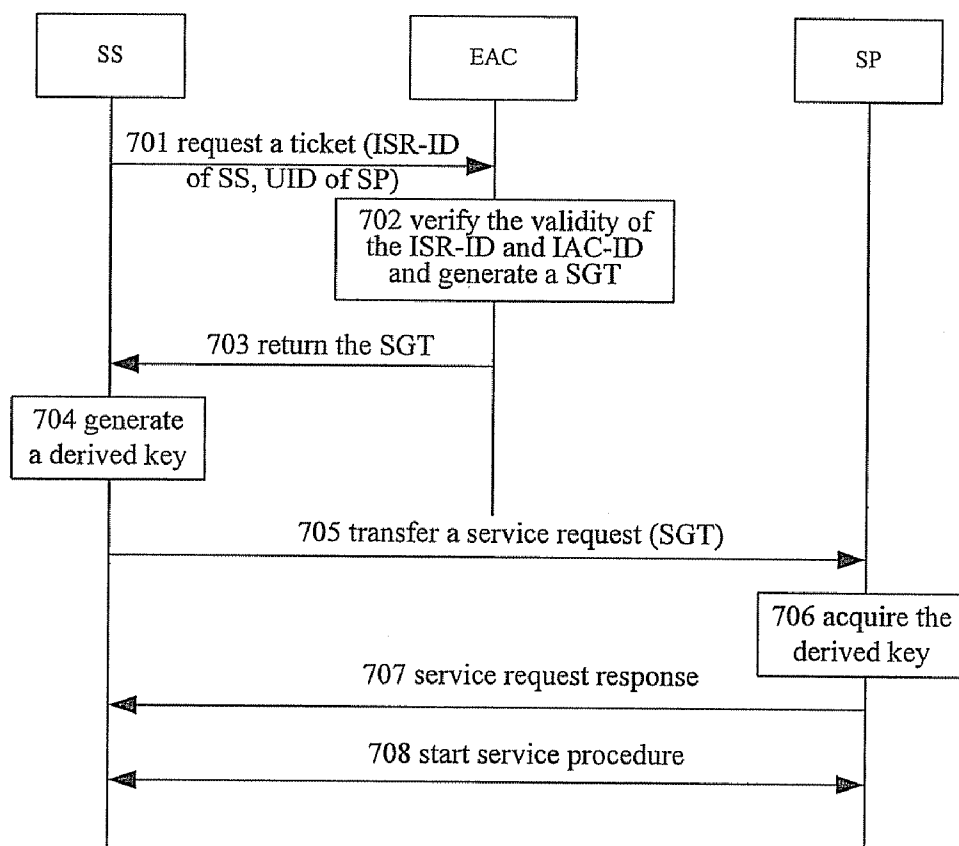 SS
EAC
SP
701 request a ticket (ISR-ID
of SS, UID of SP)
702 verify the validity of
the ISR-ID and IAC-ID
and generate a SGT
703 return the SGT
704 generate
a derived key
705 transfer a service request (SGT)
706 acquire the
derived key
707 service request response
708 start service procedure